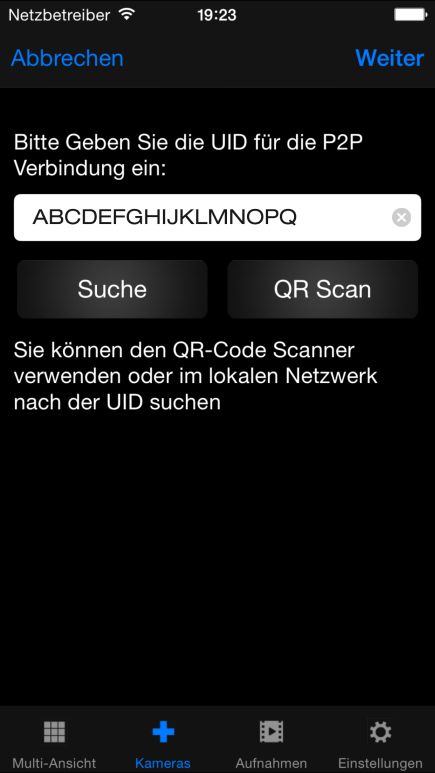 Netzbetreiber 19:23
Abbrechen Weiter
Bitte Geben Sie die UID für die P2P
Verbindung ein:
ABCDEFGHIJKLMNOPQ
Suche QR Scan
Sie können den QR-Code Scanner
verwenden oder im lokalen Netzwerk
nach der UID suchen
Multi-Ansicht Kameras Aufnahmen Einstellungen